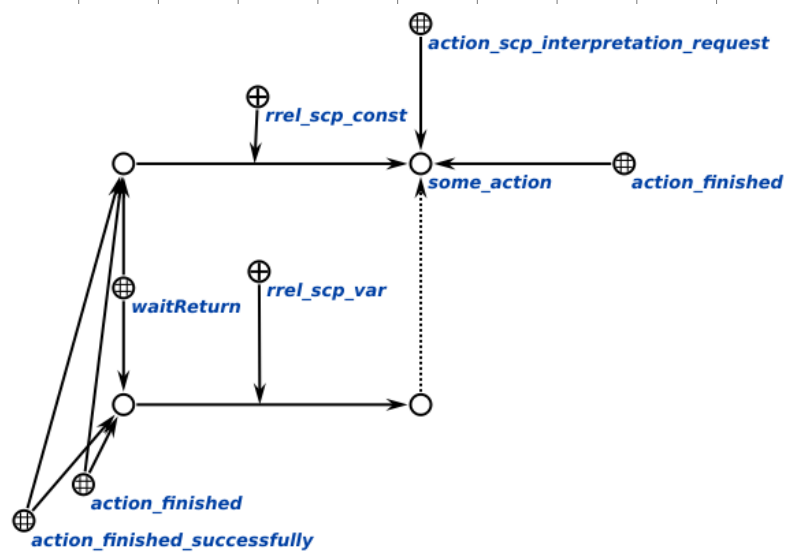 action_scp_interpretation_request
rrel_scp_const
some_action
action_finished
rrel_scp_var
waitReturn
action_finished
action_finished_successfully